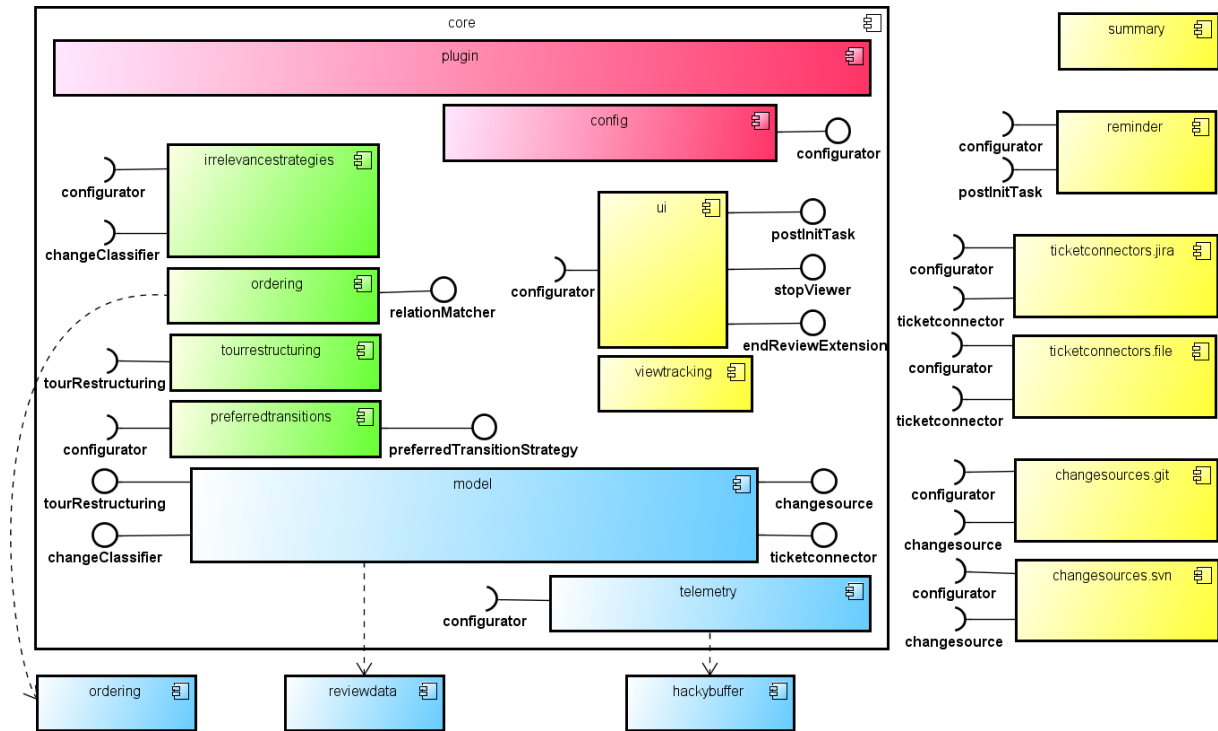 core
summary
plugin
config
configurator
reminder
configurator
postInitTask
irrelevancestrategies
configurator
changeClassifier
ui
postInitTask
configurator
stopViewer
endReviewExtension
ticketconnectors.jira
configurator
ticketconnector
ordering
relationMatcher
tourrestructuring
tourRestructuring
viewtracking
ticketconnectors.file
configurator
ticketconnector
preferredtransitions
configurator
preferredTransitionStrategy
model
tourRestructuring
changesource
changeClassifier
ticketconnector
changesources.git
configurator
changesource
telemetry
configurator
changesources.svn
configurator
changesource
ordering
reviewdata
hackybuffer